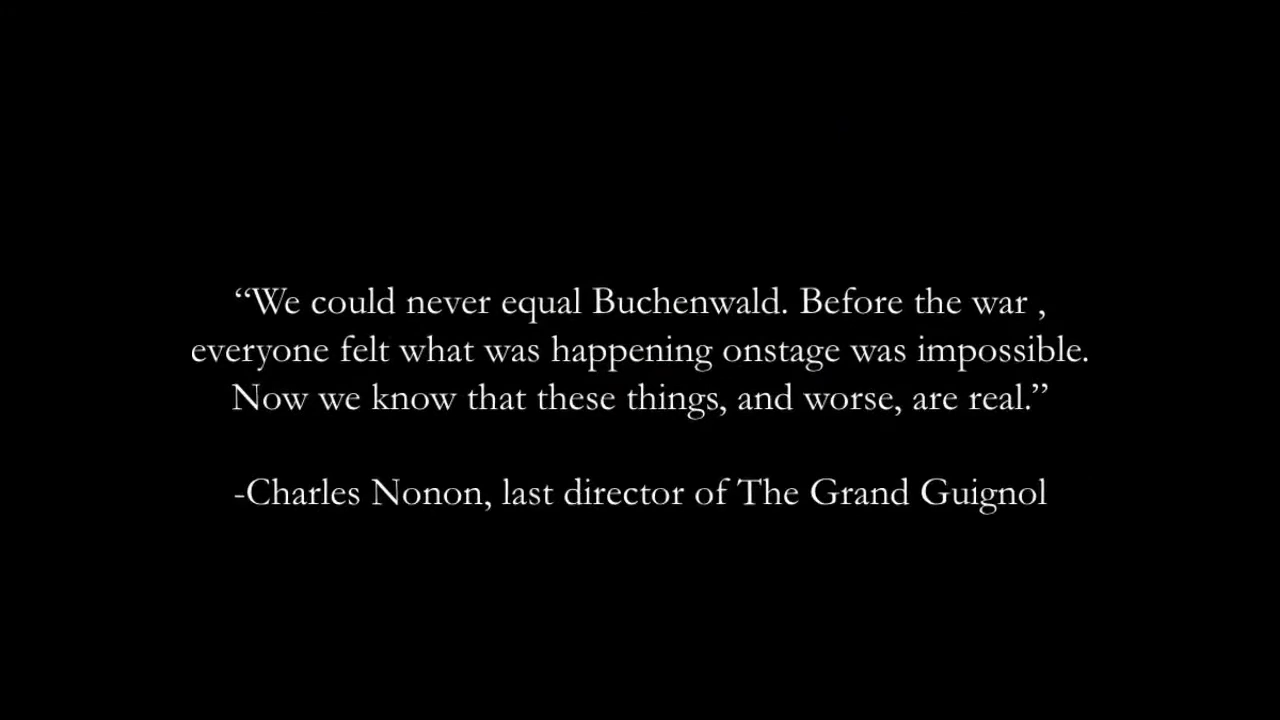 “We could never equal Buchenwald. Before the war ,
everyone felt what was happening onstage was impossible.
Now we know that these things, and worse, are real.”
-Charles Nonon, last director of The Grand Guignol